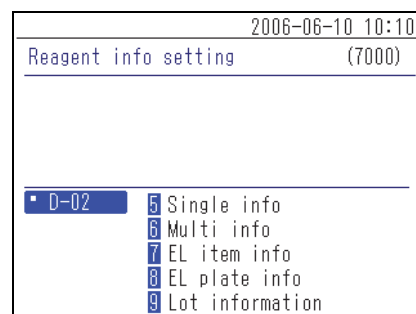 2006-06-10 10:10
Reagent info setting (7000)
▪ D-02 5 Single info
6 Multi info
7 EL item info
8 EL plate info
9 Lot information